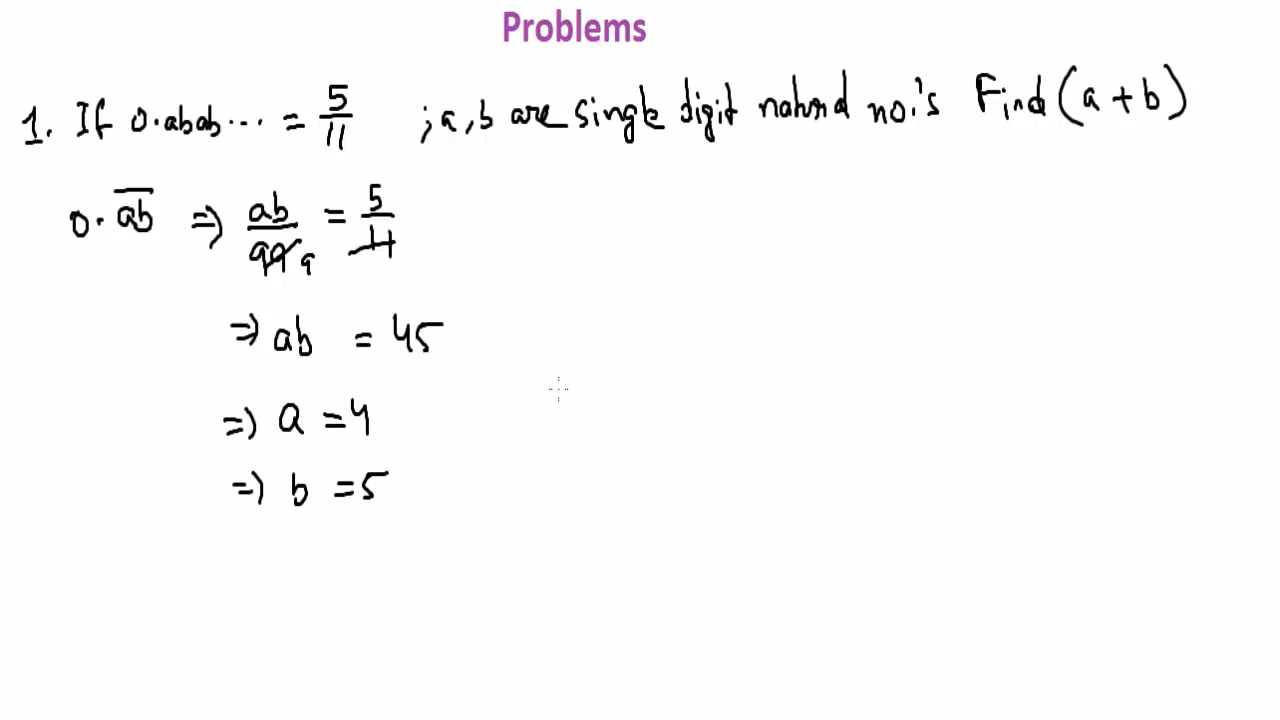 Problems
1. If 0.abab... = 5/11 ; a, b are single digit natural no.'s Find (a + b)
0.a̅b̅ ⇒ ab/99 9 = 5/11
⇒ ab = 45
⇒ a = 4
⇒ b = 5